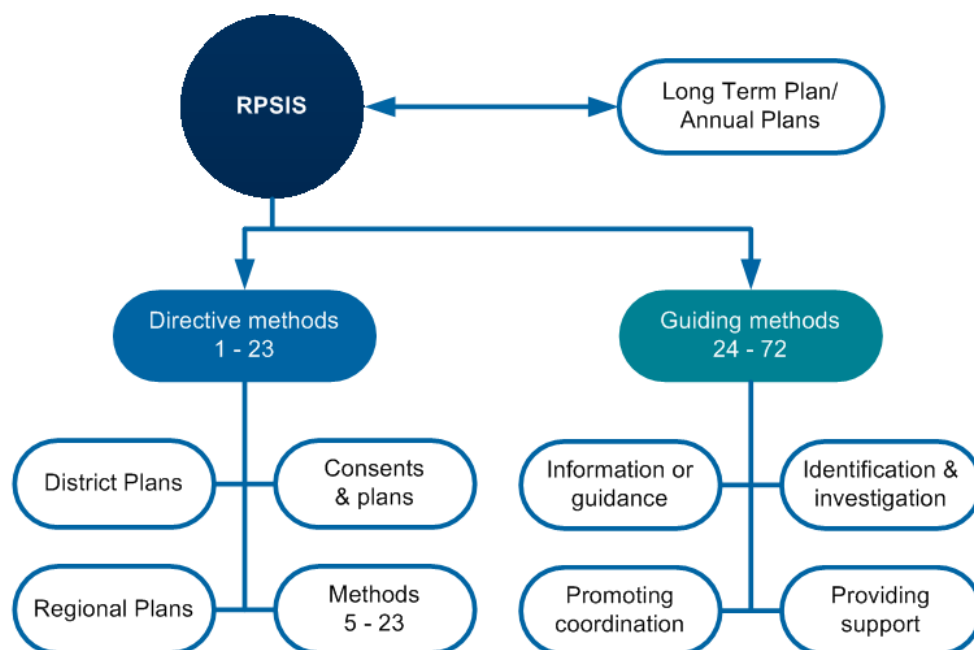 RPSIS
Long Term Plan/
Annual Plans
Directive methods
1 - 23
Guiding methods
24 - 72
District Plans
Consents
& plans
Information or
guidance
Identification &
investigation
Regional Plans
Methods
5 - 23
Promoting
coordination
Providing
support